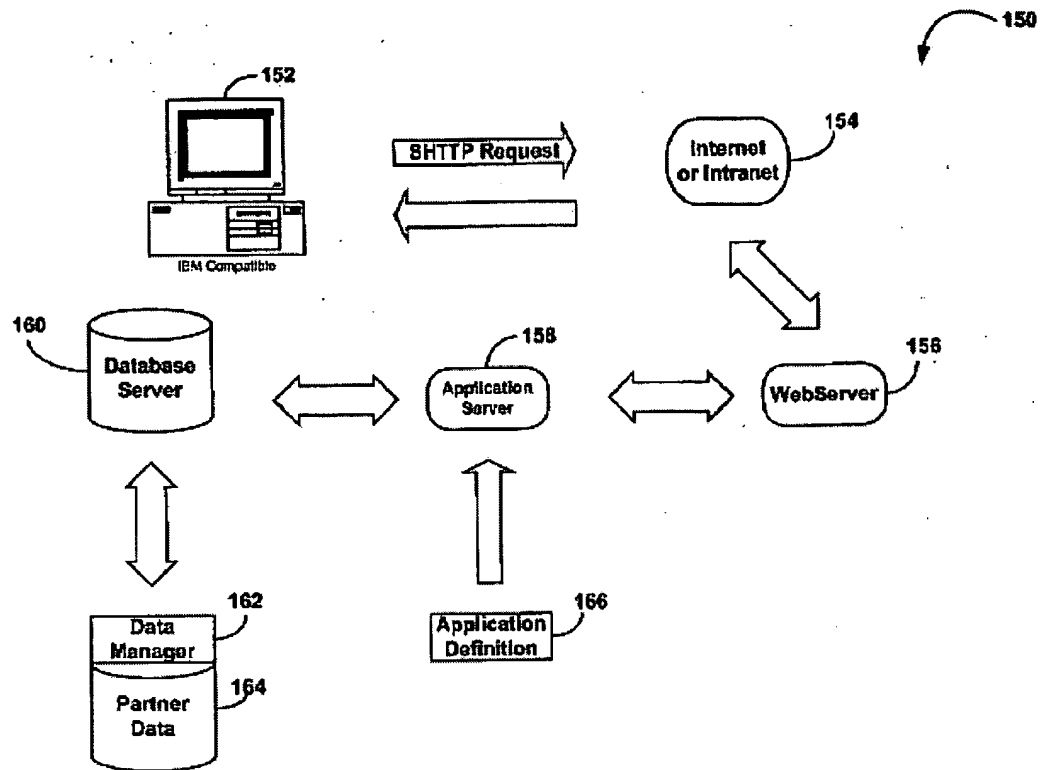 150
152
SHTTP Request
Internet
or Intranet
154
IBM Compatible
160
Database
Server
158
Application
Server
WebServer
156
162
Data
Manager
164
Partner
Data
Application
Definition
166